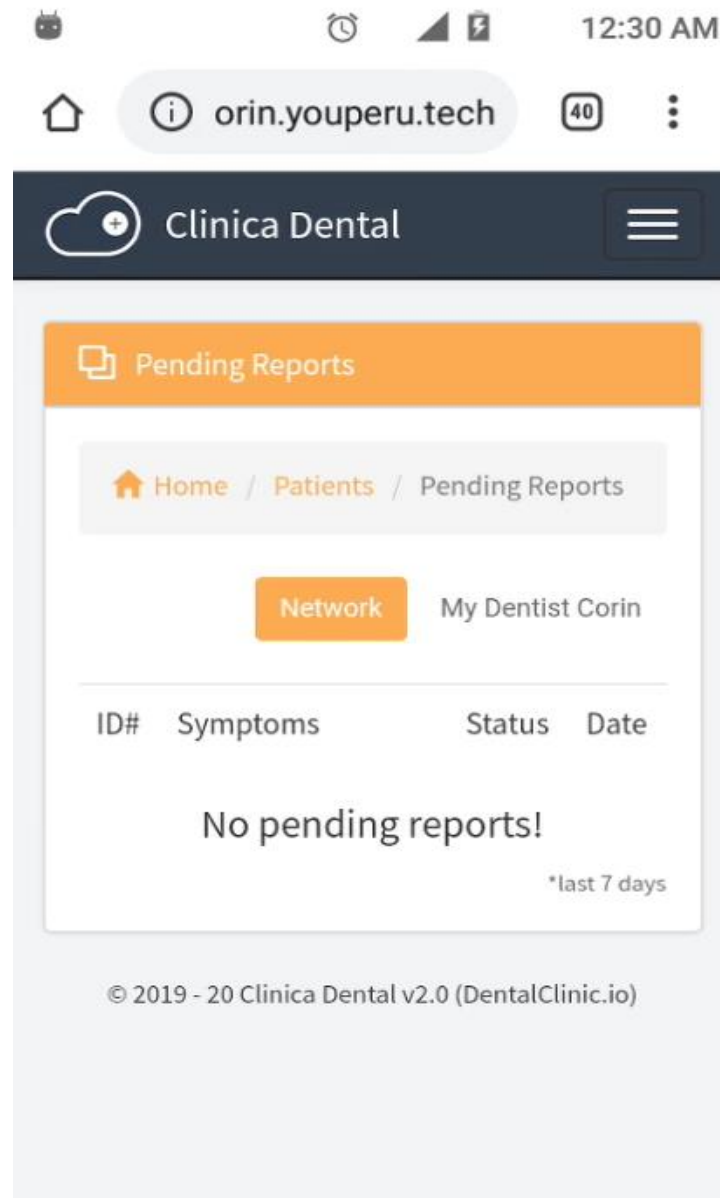 12:30 AM
orin.youperu.tech 40
Clinica Dental
Pending Reports
Home / Patients / Pending Reports
Network My Dentist Corin
ID# Symptoms Status Date
No pending reports!
*last 7 days
© 2019 - 20 Clinica Dental v2.0 (DentalClinic.io)